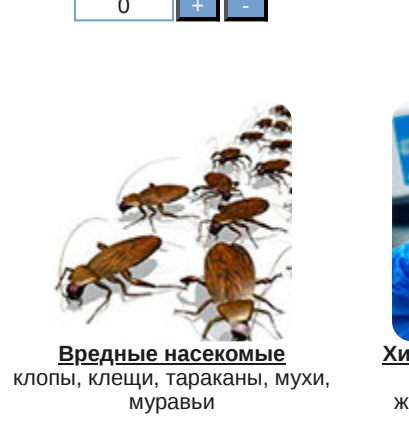 0 + -
Вредные насекомые
клопы, клещи, тараканы, мухи,
муравьи